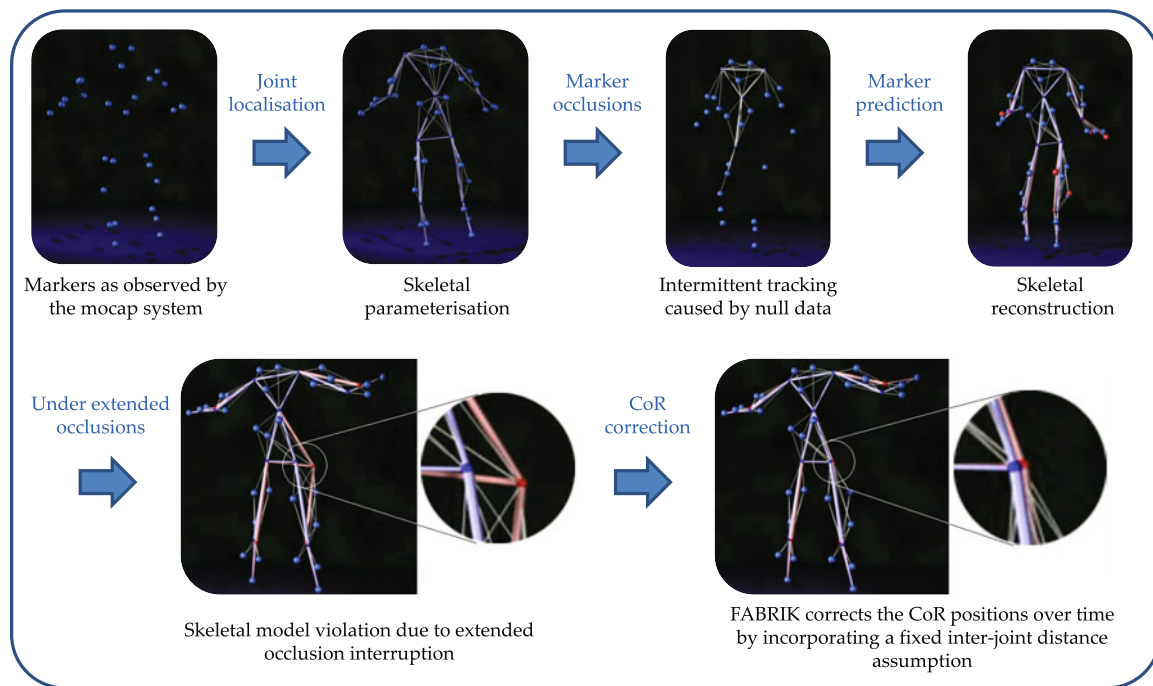 Joint
localisation
Marker
occlusions
Marker
prediction
Markers as observed by
the mocap system
Skeletal
parameterisation
Intermittent tracking
caused by null data
Skeletal
reconstruction
Under extended
occlusions
CoR
correction
Skeletal model violation due to extended
occlusion interruption
FABRIK corrects the CoR positions over time
by incorporating a fixed inter-joint distance
assumption